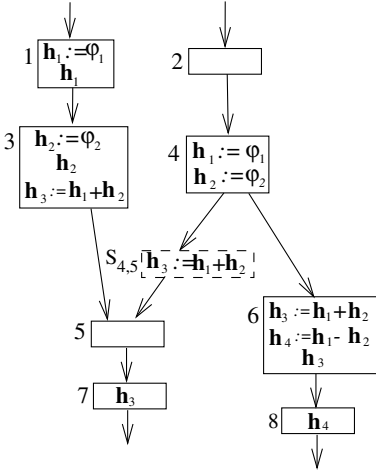 1
h₁:=φ₁
h₁
2
3
h₂:=φ₂
h₂
h₃:=h₁+h₂
4
h₁:=φ₁
h₂:=φ₂
S₄,₅
h₃:=h₁+h₂
5
6
h₃:=h₁+h₂
h₄:=h₁- h₂
h₃
7
h₃
8
h₄